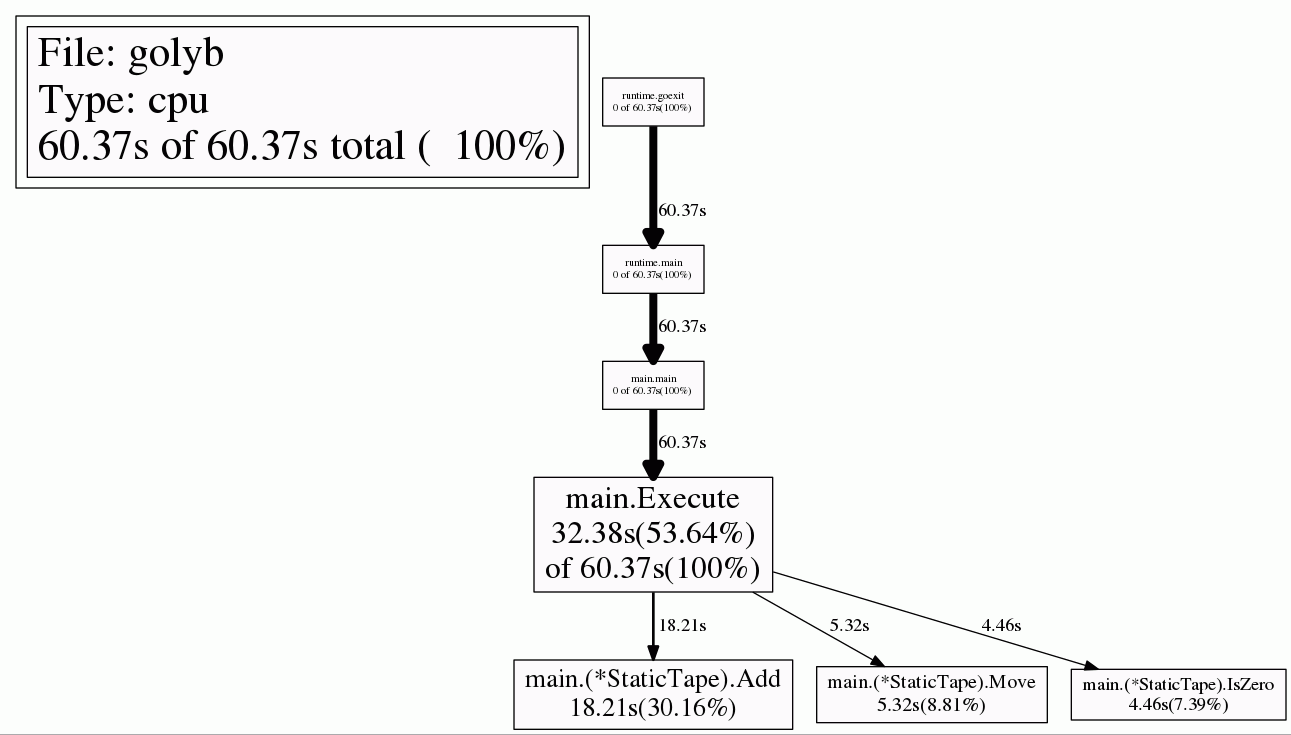 File: golyb
Type: cpu
60.37s of 60.37s total (  100%)
runtime.goexit
0 of 60.37s(100%)
60.37s
runtime.main
0 of 60.37s(100%)
60.37s
main.main
0 of 60.37s(100%)
60.37s
main.Execute
32.38s(53.64%)
of 60.37s(100%)
18.21s
5.32s
4.46s
main.(*StaticTape).Add
18.21s(30.16%)
main.(*StaticTape).Move
5.32s(8.81%)
main.(*StaticTape).IsZero
4.46s(7.39%)